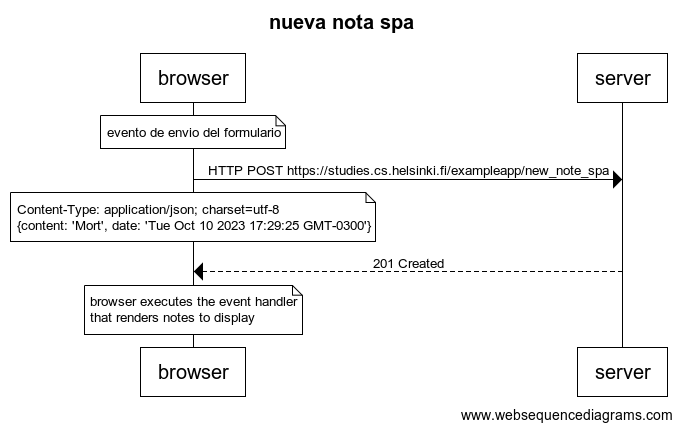 nueva nota spa
browser
server
evento de envio del formulario
HTTP POST https://studies.cs.helsinki.fi/exampleapp/new_note_spa
Content-Type: application/json; charset=utf-8
{content: 'Mort', date: 'Tue Oct 10 2023 17:29:25 GMT-0300'}
201 Created
browser executes the event handler
that renders notes to display
browser
server
www.websequencediagrams.com